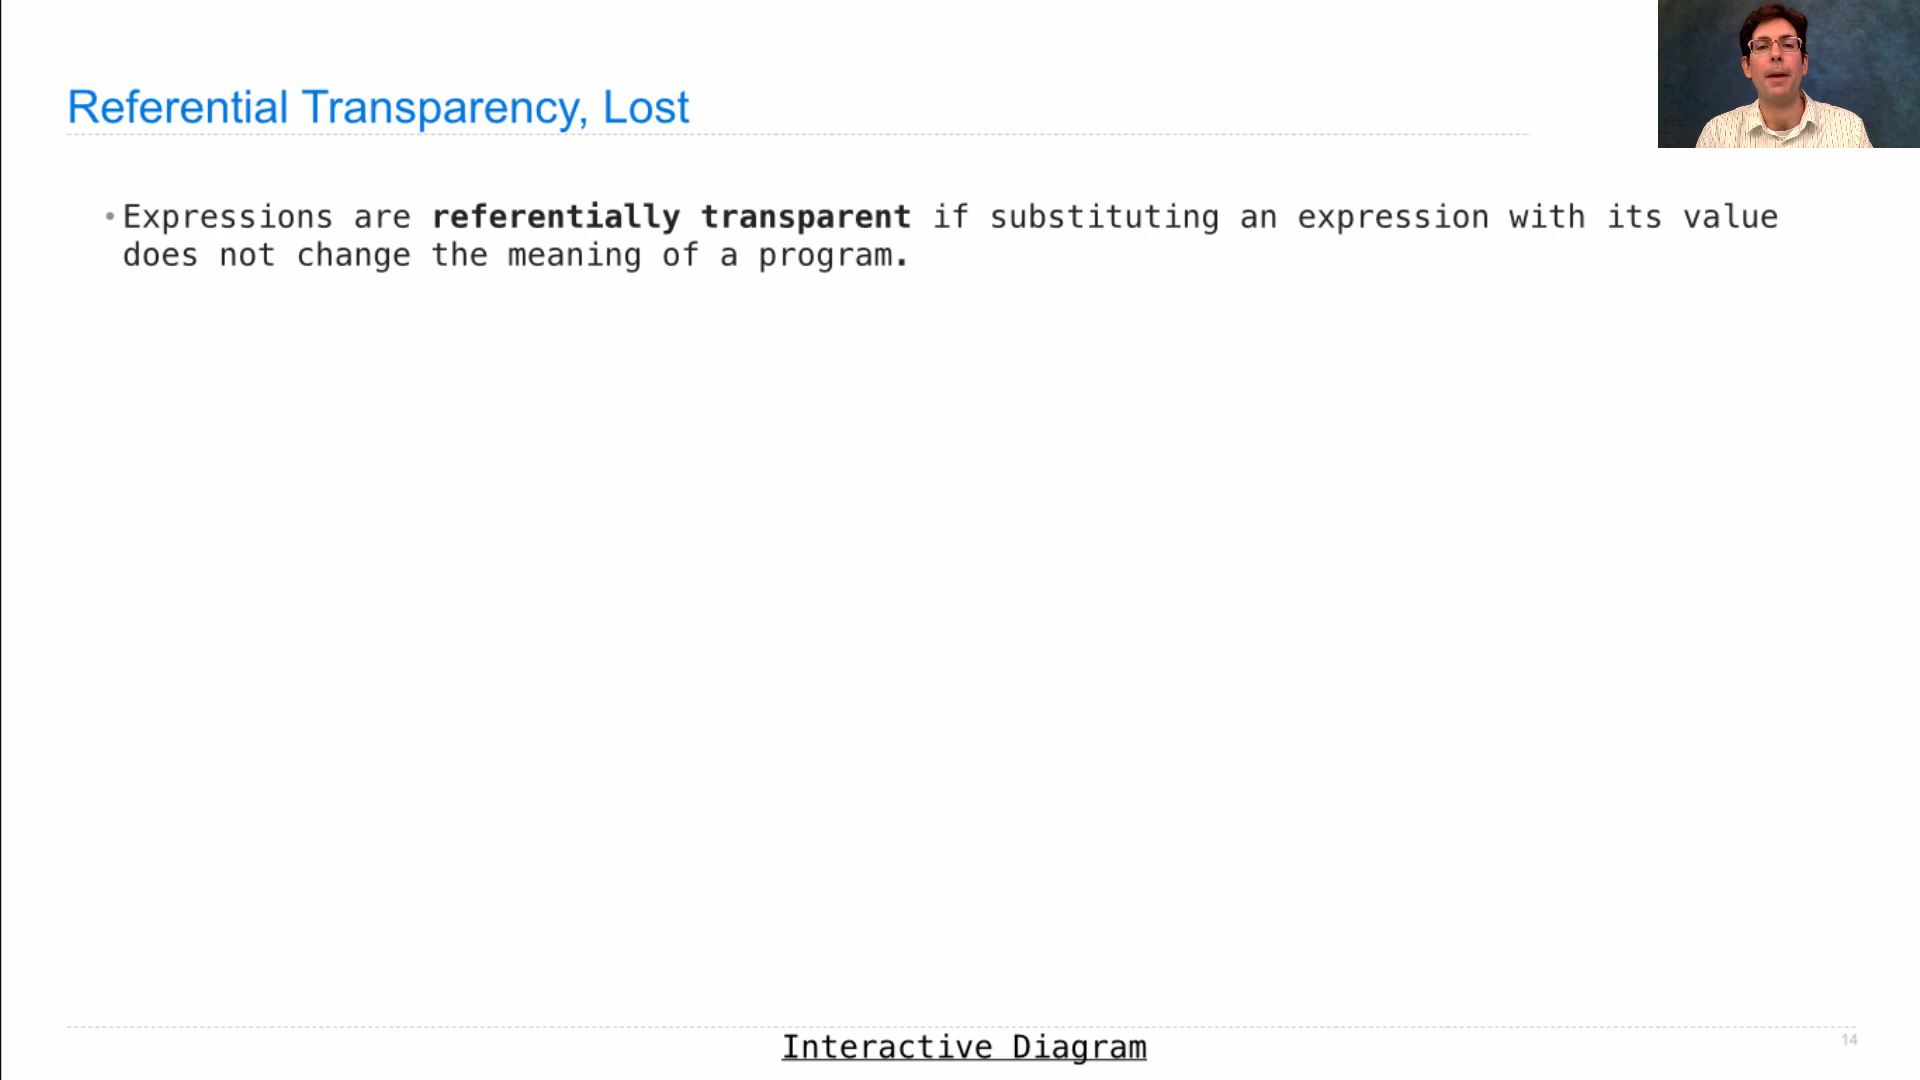 Referential Transparency, Lost
•Expressions are referentially transparent if substituting an expression with its value
does not change the meaning of a program.
Interactive Diagram
14